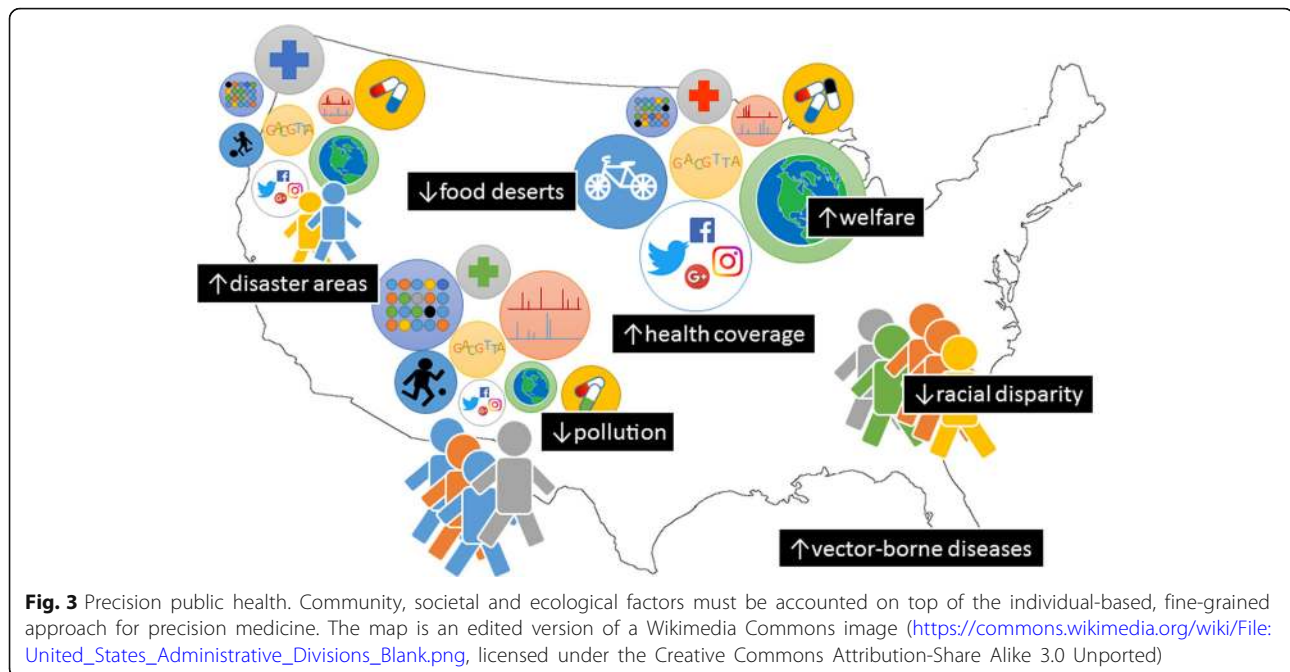 GACGTTA
GACGTTA
↓food deserts
↑welfare
↑disaster areas
GACGTTA
↑health coverage
↓racial disparity
↓pollution
↑vector-borne diseases
Fig. 3 Precision public health. Community, societal and ecological factors must be accounted on top of the individual-based, fine-grained
approach for precision medicine. The map is an edited version of a Wikimedia Commons image (https://commons.wikimedia.org/wiki/File:
United_States_Administrative_Divisions_Blank.png, licensed under the Creative Commons Attribution-Share Alike 3.0 Unported)